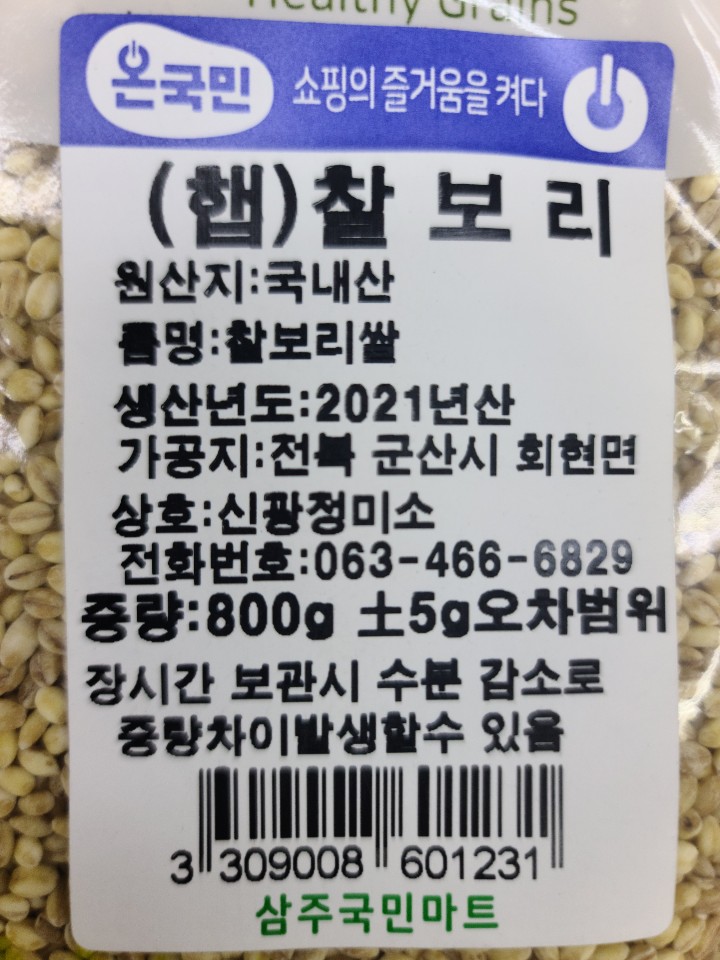 Healthy Grains
온국민 쇼핑의 즐거움을 켜다
(햅)찰보리
원산지:국내산
품명:찰보리쌀
생산년도:2021년산
가공지:전북 군산시 회현면
상호:신광정미소
전화번호:063-466-6829
중량:800g 土5g오차범위
장시간 보관시 수분 감소로
중량차이발생할수 있음
3 309008 601231
삼주국민마트